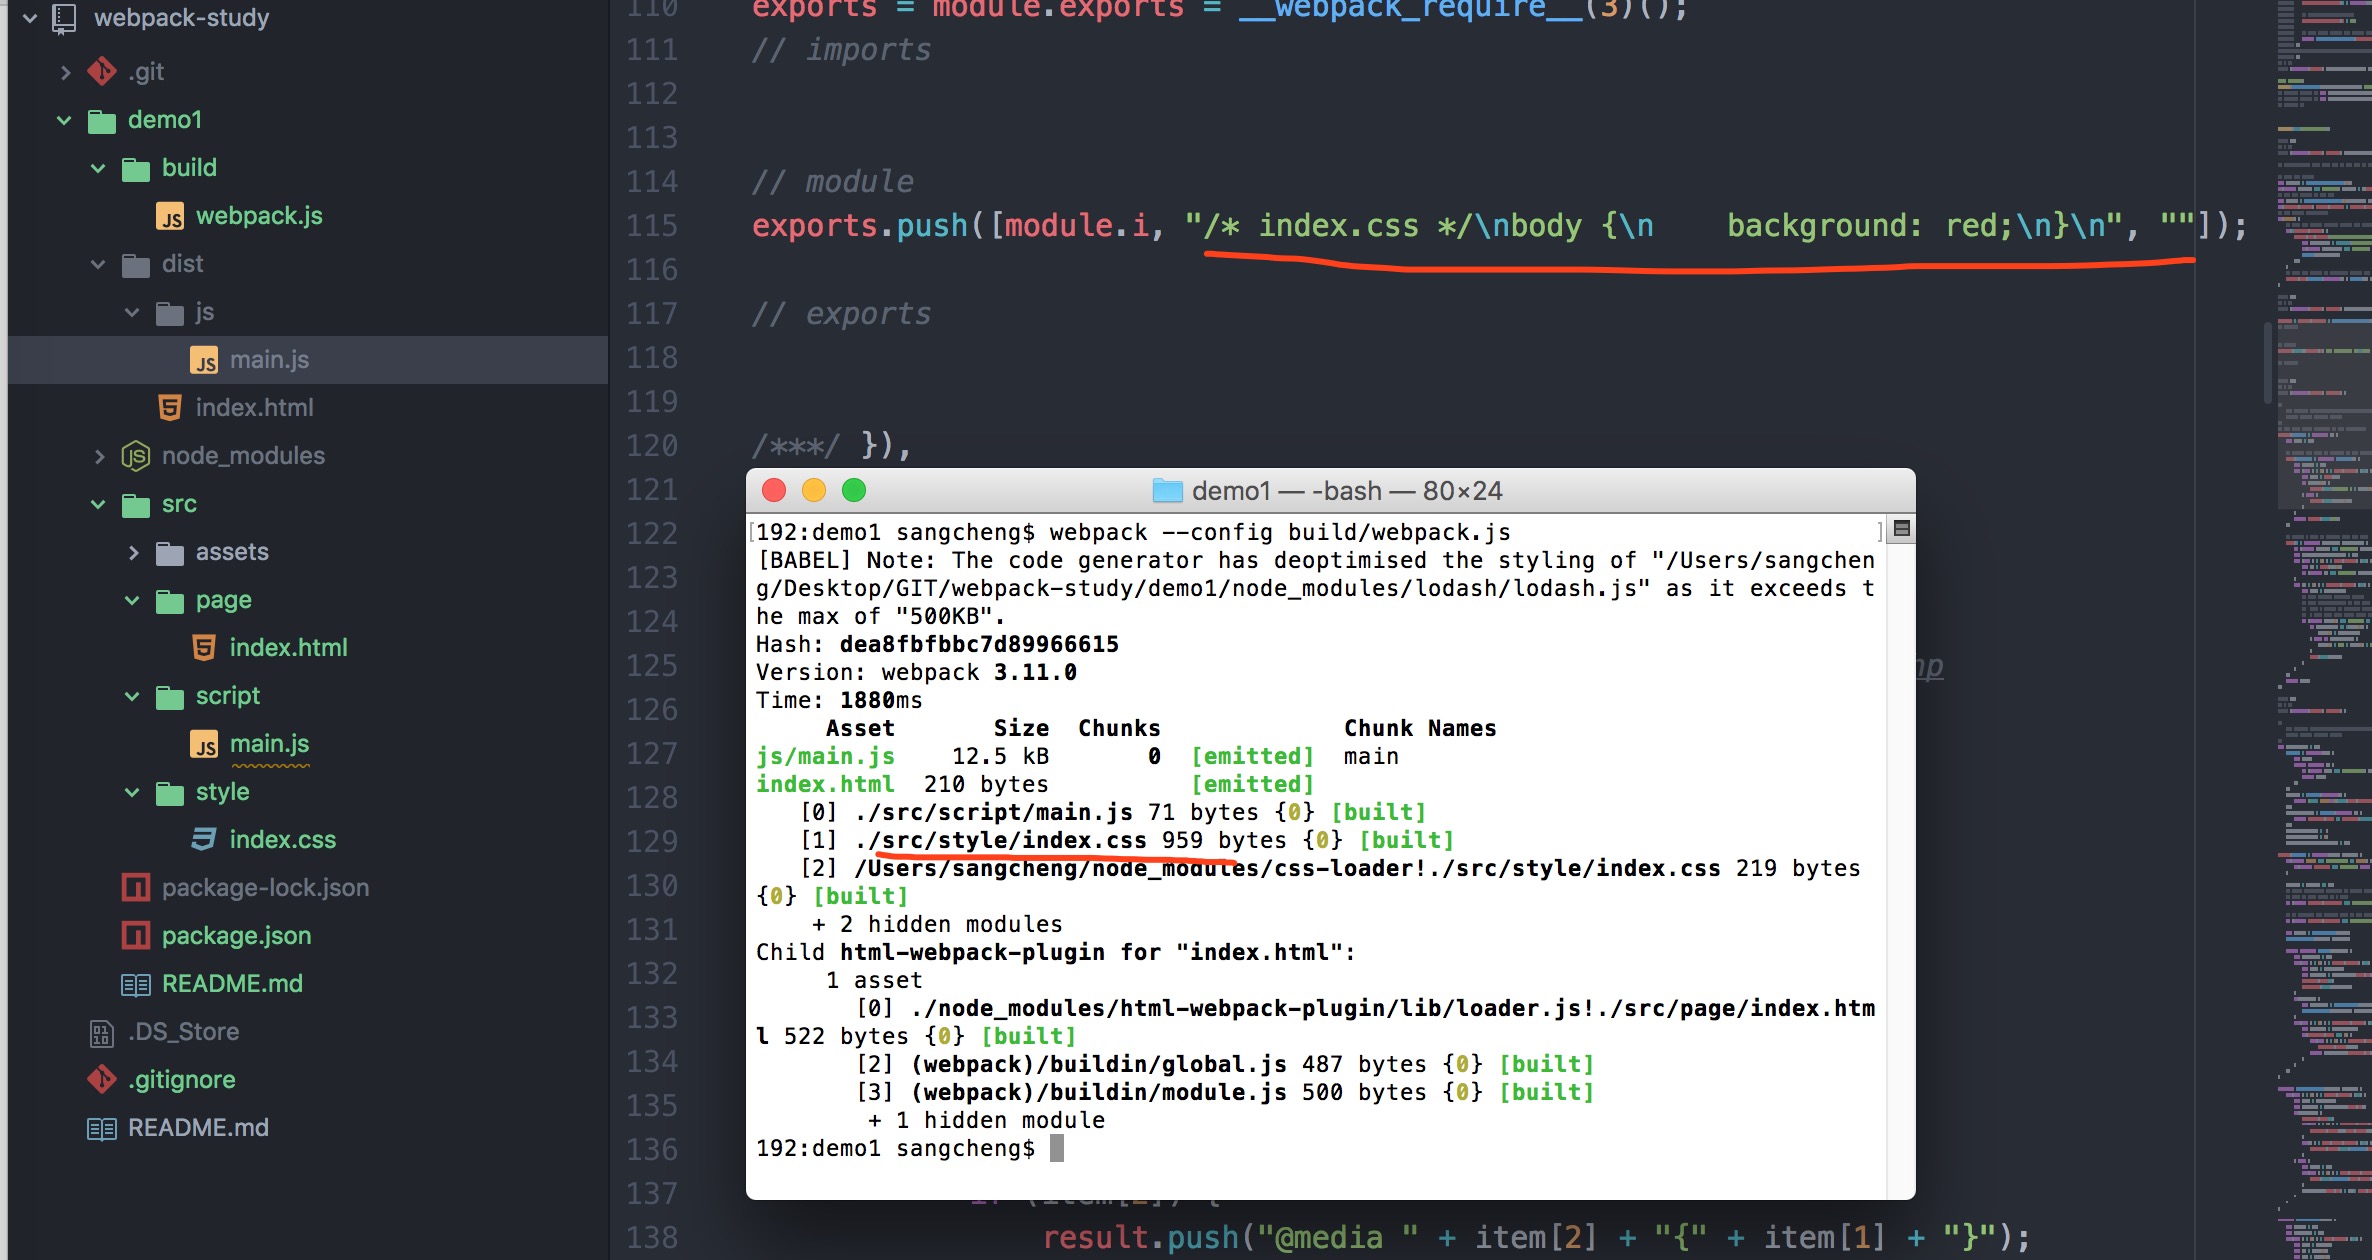 webpack-study
.git
demo1
build
webpack.js
dist
js
main.js
index.html
node_modules
src
assets
page
index.html
script
main.js
style
index.css
package-lock.json
package.json
README.md
.DS_Store
.gitignore
README.md
110 exports = module.exports = __webpack_require__(3)();
111 // imports
112
113
114 // module
115 exports.push([module.i, "/* index.css */\nbody {\n    background: red;\n}\n", ""]);
116
117 // exports
118
119
120 /***/ }),
121
122
123
124
125 np
126
127
128
129
130
131
132
133
134
135
136
137
138 result.push("@media " + item[2] + "{" + item[1] + "}");
demo1 — -bash — 80×24
[192:demo1 sangcheng$ webpack --config build/webpack.js ]
[BABEL] Note: The code generator has deoptimised the styling of "/Users/sangchen
g/Desktop/GIT/webpack-study/demo1/node_modules/lodash/lodash.js" as it exceeds t
he max of "500KB".
Hash: dea8fbfbbc7d89966615
Version: webpack 3.11.0
Time: 1880ms
Asset Size Chunks Chunk Names
js/main.js 12.5 kB 0 [emitted] main
index.html 210 bytes [emitted]
[0] ./src/script/main.js 71 bytes {0} [built]
[1] ./src/style/index.css 959 bytes {0} [built]
[2] /Users/sangcheng/node_modules/css-loader!./src/style/index.css 219 bytes
{0} [built]
+ 2 hidden modules
Child html-webpack-plugin for "index.html":
1 asset
[0] ./node_modules/html-webpack-plugin/lib/loader.js!./src/page/index.htm
l 522 bytes {0} [built]
[2] (webpack)/buildin/global.js 487 bytes {0} [built]
[3] (webpack)/buildin/module.js 500 bytes {0} [built]
+ 1 hidden module
192:demo1 sangcheng$